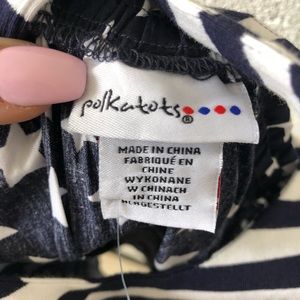 polkatots®
MADE IN CHINA
FABRIQUÉ EN
CHINE
WYKONANE
W CHINACH
IN CHINA
HERGESTELLT